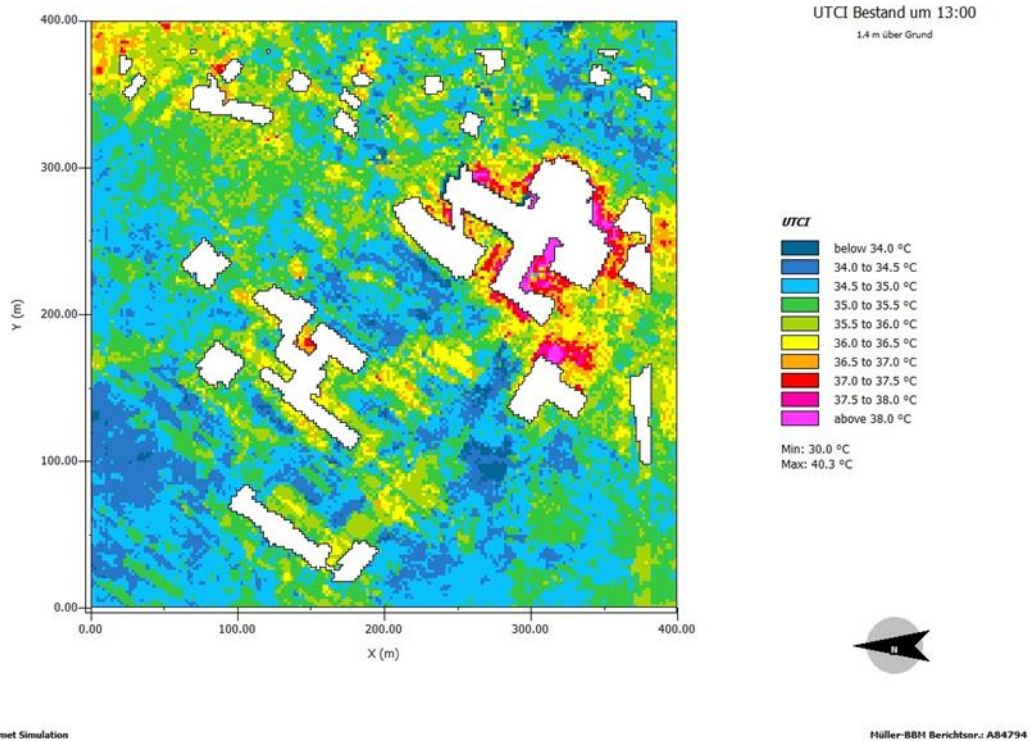 UTCI Bestand um 13:00
1.4 m über Grund
400.00
300.00
200.00
100.00
0.00
Y (m)
0.00
100.00
200.00
300.00
400.00
X (m)
UTCI
below 34.0 °C
34.0 to 34.5 °C
34.5 to 35.0 °C
35.0 to 35.5 °C
35.5 to 36.0 °C
36.0 to 36.5 °C
36.5 to 37.0 °C
37.0 to 37.5 °C
37.5 to 38.0 °C
above 38.0 °C
Min: 30.0 °C
Max: 40.3 °C
N
met Simulation
Müller-BBM Berichtsnr.: A84794